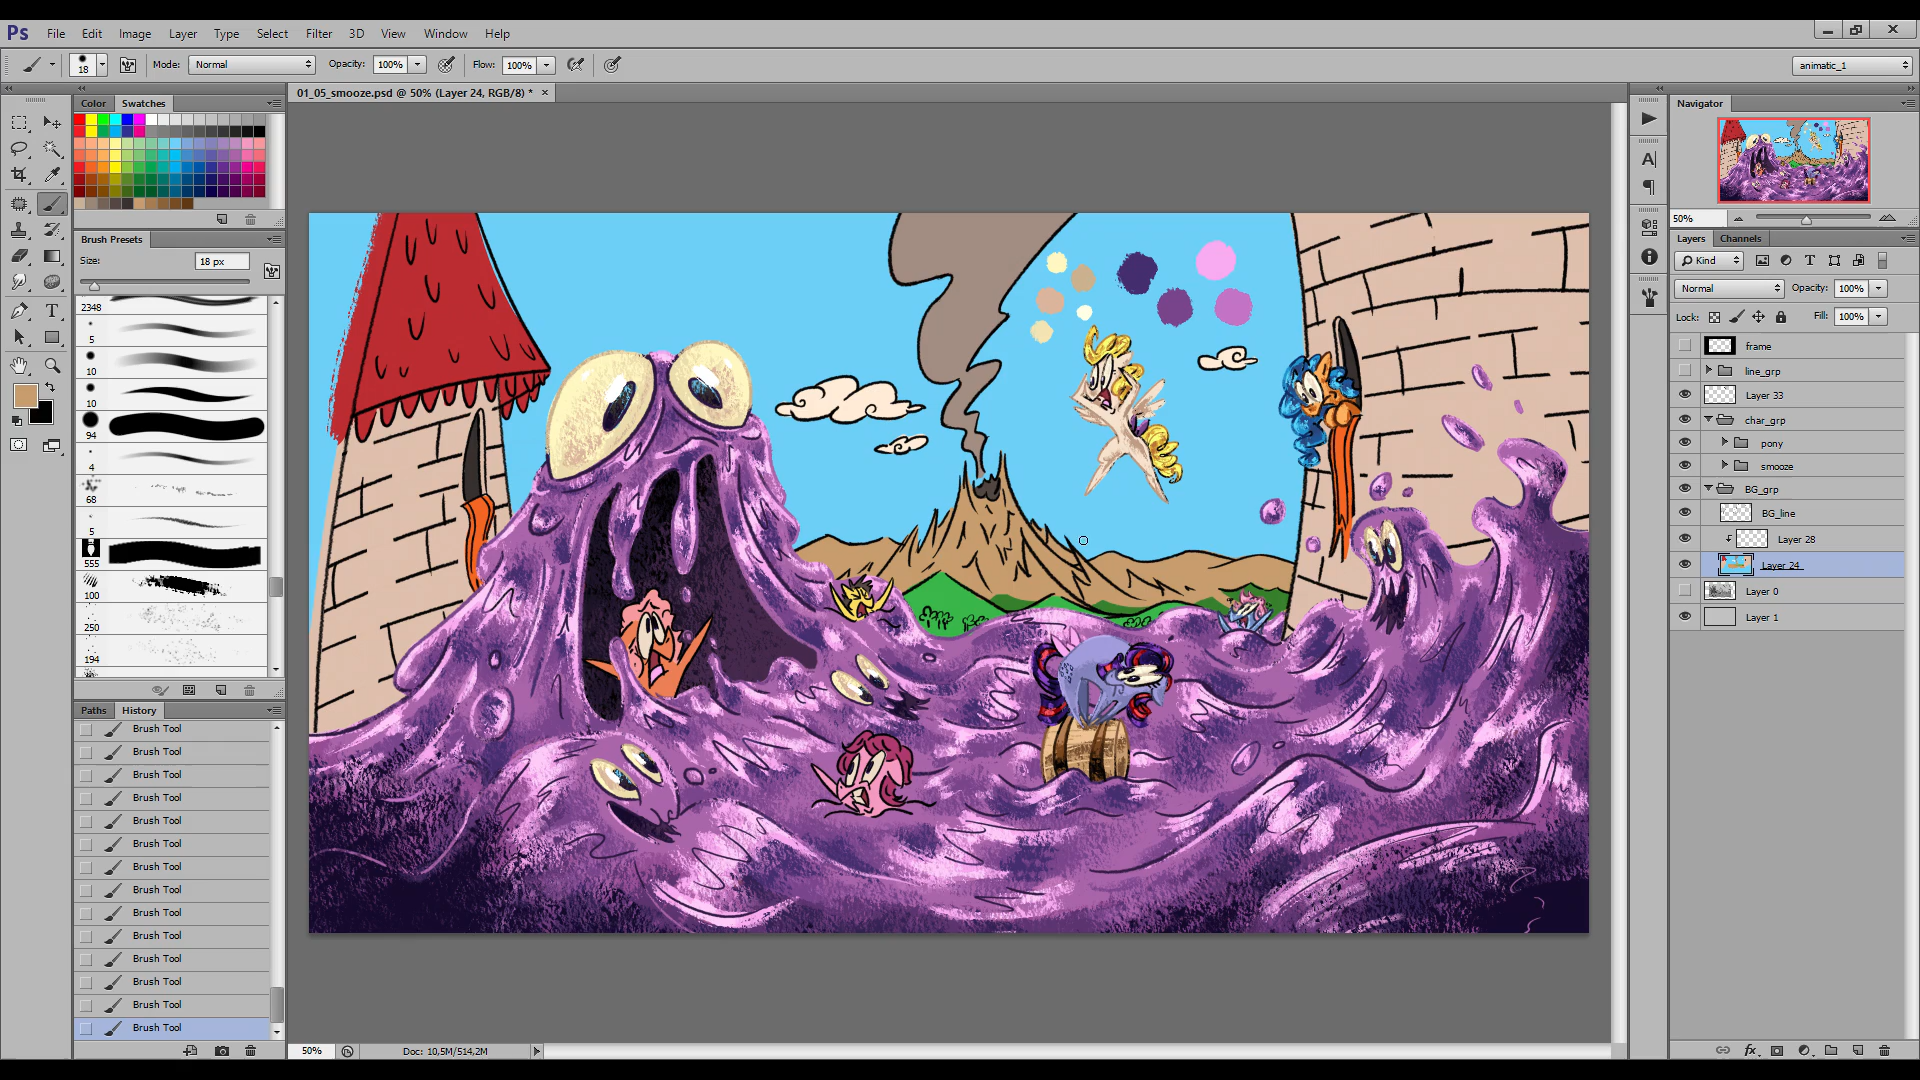 Ps File Edit Image Layer Type Select Filter 3D View Window Help
18 Mode: Normal Opacity: 100% Flow: 100% animatic_1
Color Swatches
01_05_smooze.psd @ 50% (Layer 24, RGB/8) * ×
Navigator
50%
Brush Presets
Size: 18 px
2348
5
10
10
94
4
68
5
555
100
250
194
Paths History
Brush Tool
Brush Tool
Brush Tool
Brush Tool
Brush Tool
Brush Tool
Brush Tool
Brush Tool
Brush Tool
Brush Tool
Brush Tool
Brush Tool
Brush Tool
Brush Tool
Layers Channels
Kind
Normal Opacity: 100%
Lock: Fill: 100%
frame
line_grp
Layer 33
char_grp
pony
smooze
BG_grp
BG_line
Layer 28
Layer 24
Layer 0
Layer 1
50% Doc: 10,5M/514,2M
fx